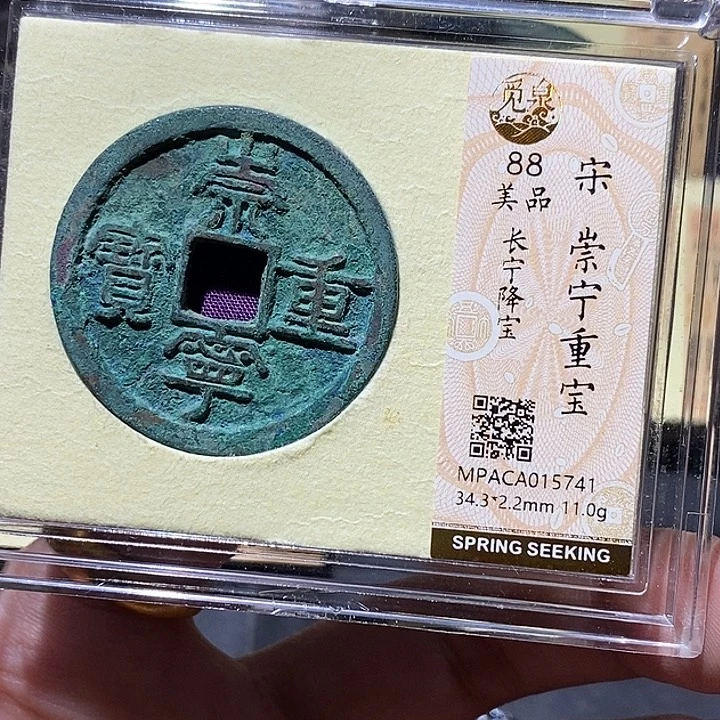 崇
寧
重
寶
觅泉
88
美品
长宁降宝
宋 崇宁重宝
MPACA015741
34.3*2.2mm 11.0g
SPRING SEEKING